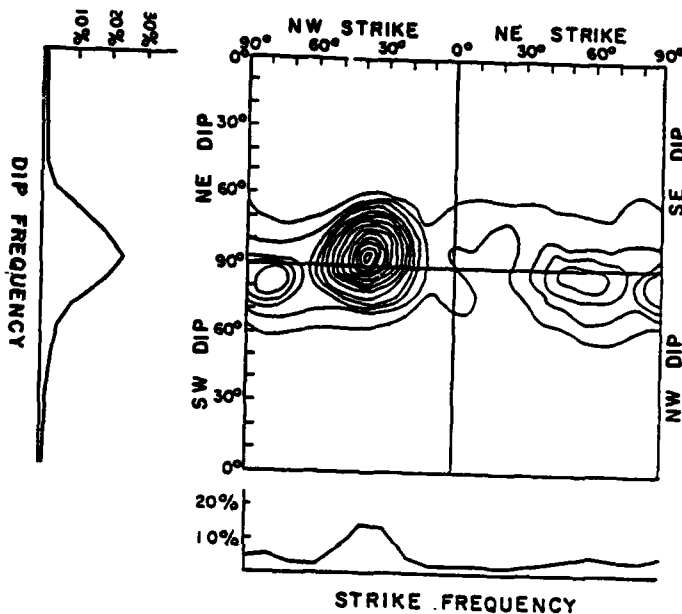 10%
20%
30%
DIP FREQUENCY
NW STRIKE
NE STRIKE
90°
60°
30°
0°
30°
60°
90°
0°
30°
60°
90°
60°
30°
0°
NE DIP
SW DIP
SE DIP
NW DIP
20%
10%
STRIKE FREQUENCY